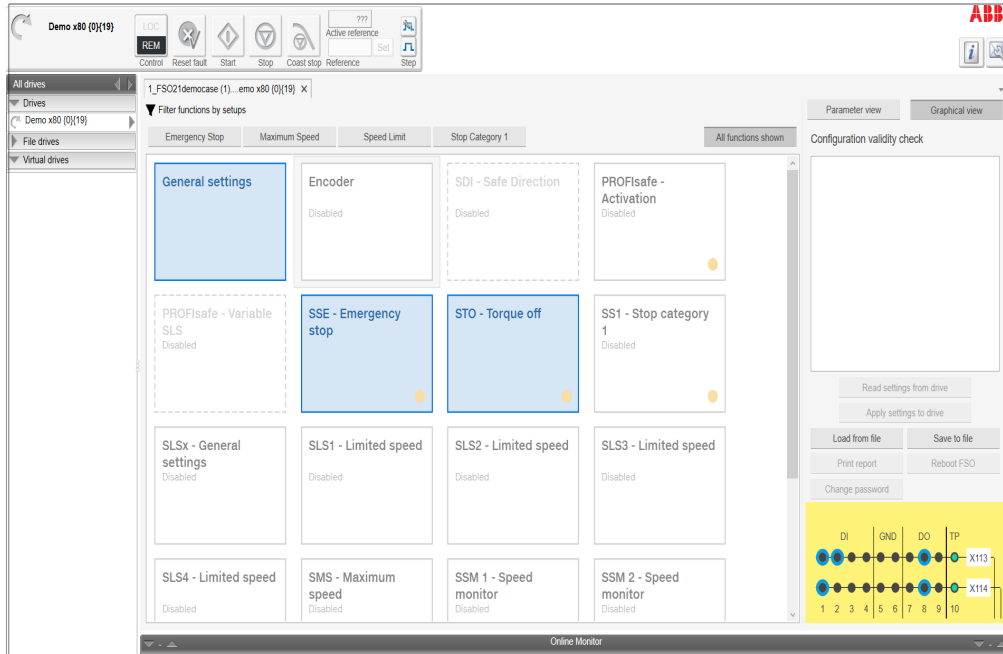 ABB
Demo x80 {0}{19}
LOC
REM
Control
Reset fault
Start
Stop
Coast stop
???
Active reference
Set
Reference
Step
All drives
Drives
Demo x80 {0}{19}
File drives
Virtual drives
1_FSO21democase (1)....emo x80 {0}{19} X
Filter functions by setups
Emergency Stop
Maximum Speed
Speed Limit
Stop Category 1
All functions shown
General settings
Encoder
Disabled
SDI - Safe Direction
Disabled
PROFIsafe -
Activation
Disabled
PROFIsafe - Variable
SLS
Disabled
SSE - Emergency
stop
STO - Torque off
SS1 - Stop category
1
Disabled
SLSx - General
settings
Disabled
SLS1 - Limited speed
Disabled
SLS2 - Limited speed
Disabled
SLS3 - Limited speed
Disabled
SLS4 - Limited speed
Disabled
SMS - Maximum
speed
Disabled
SSM 1 - Speed
monitor
Disabled
SSM 2 - Speed
monitor
Disabled
Parameter view
Graphical view
Configuration validity check
Read settings from drive
Apply settings to drive
Load from file
Save to file
Print report
Reboot FSO
Change password
DI GND DO TP
X113
X114
1 2 3 4 5 6 7 8 9 10
Online Monitor